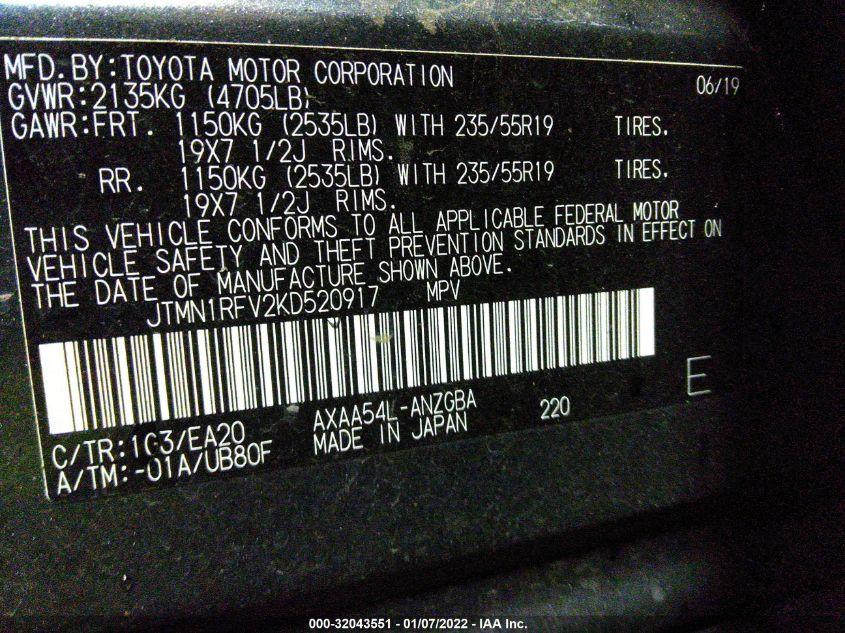 MFD.BY:TOYOTA MOTOR CORPORATION 06/19
GVWR:2135KG (4705LB)
GAWR:FRT. 1150KG (2535LB) WITH 235/55R19 TIRES.
19X7 1/2J RIMS.
RR. 1150KG (2535LB) WITH 235/55R19 TIRES.
19X7 1/2J RIMS.
THIS VEHICLE CONFORMS TO ALL APPLICABLE FEDERAL MOTOR
VEHICLE SAFETY AND THEFT PREVENTION STANDARDS IN EFFECT ON
THE DATE OF MANUFACTURE SHOWN ABOVE.
JTMN1RFV2KD520917 MPV
E
C/TR:1G3/EA20 AXAA54L-ANZGBA 220
A/TM:-01A/UB80F MADE IN JAPAN
000-32043551 - 01/07/2022 - IAA Inc.